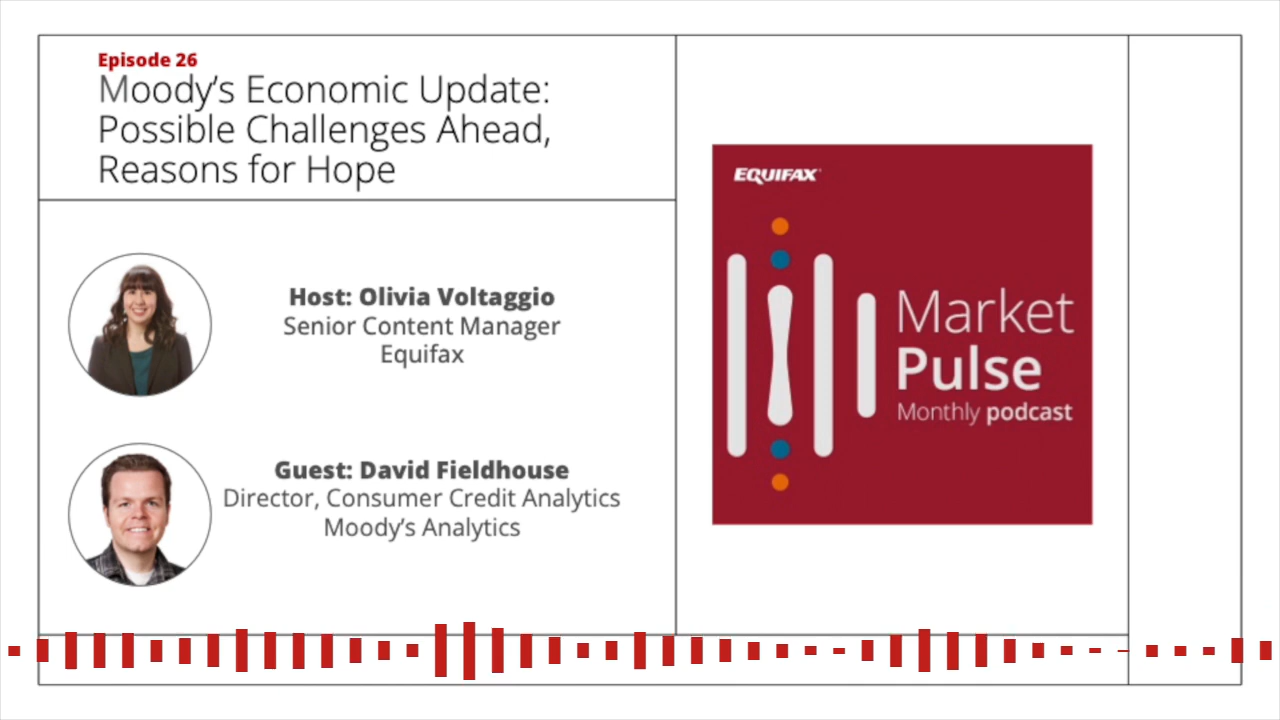 Episode 26
Moody's Economic Update:
Possible Challenges Ahead,
Reasons for Hope
Host: Olivia Voltaggio
Senior Content Manager
Equifax
Guest: David Fieldhouse
Director, Consumer Credit Analytics
Moody's Analytics
EQUIFAX
Market
Pulse
Monthly podcast